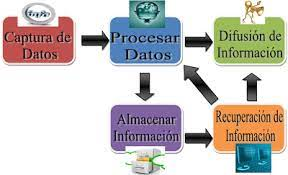 Captura de
Datos
Procesar
Datos
Difusión de
Información
Almacenar
Información
Recuperación de
Información